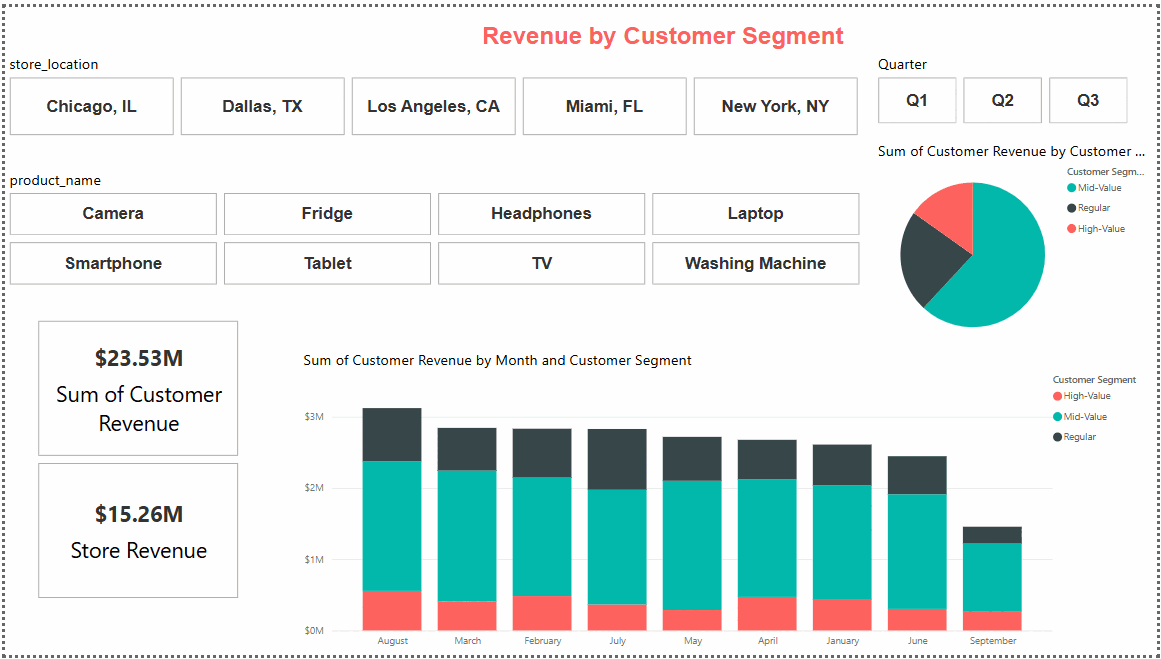 Revenue by Customer Segment
store_location
Chicago, IL
Dallas, TX
Los Angeles, CA
Miami, FL
New York, NY
Quarter
Q1
Q2
Q3
product_name
Camera
Fridge
Headphones
Laptop
Smartphone
Tablet
TV
Washing Machine
Sum of Customer Revenue by Customer ...
Customer Segm...
Mid-Value
Regular
High-Value
$23.53M
Sum of Customer
Revenue
$15.26M
Store Revenue
Sum of Customer Revenue by Month and Customer Segment
Customer Segment
High-Value
Mid-Value
Regular
$3M
$2M
$1M
$0M
August
March
February
July
May
April
January
June
September